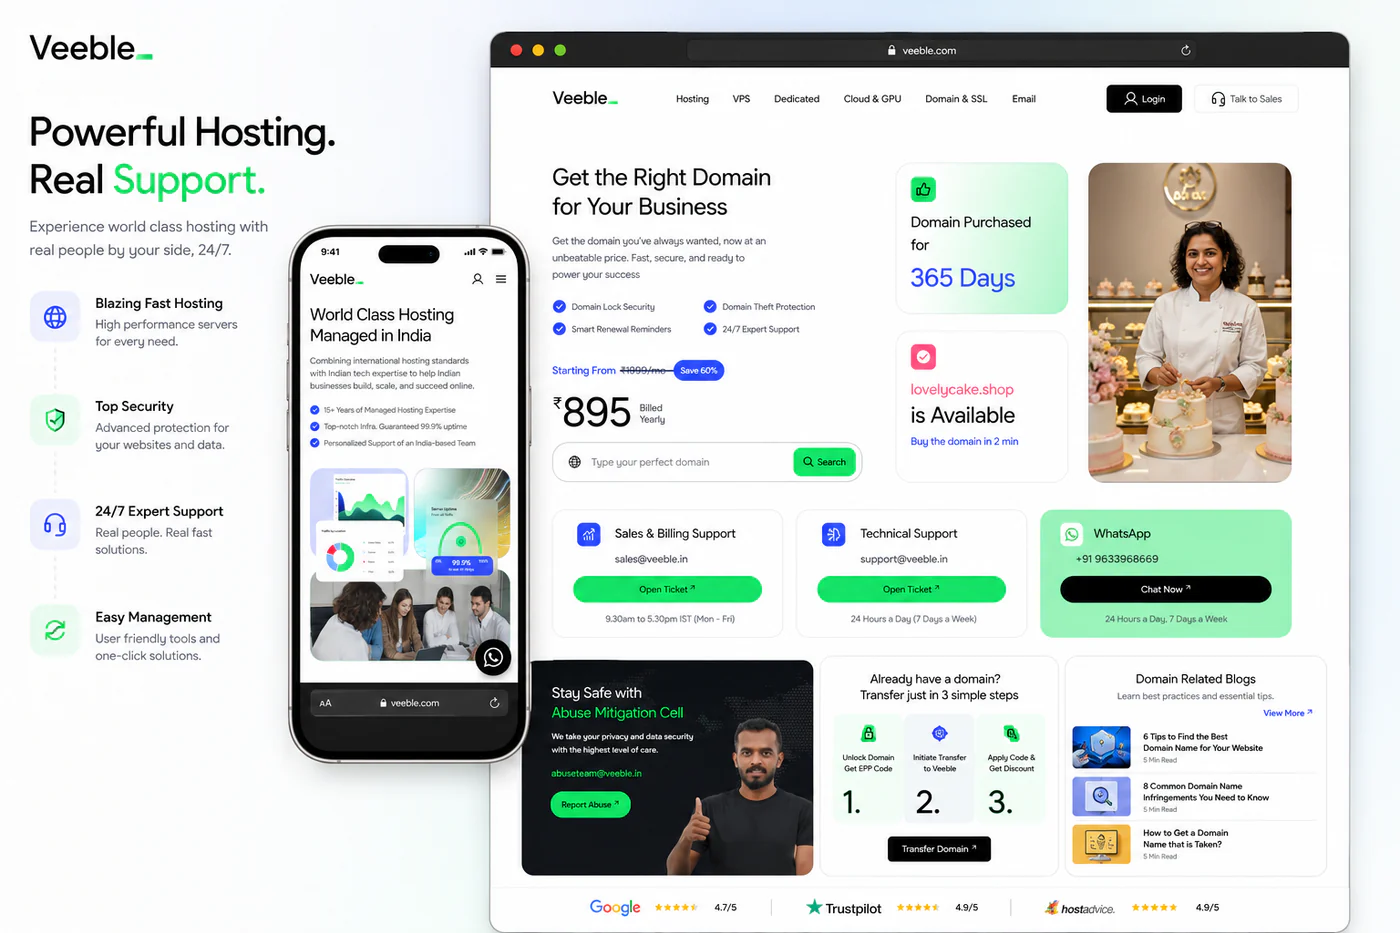 Veeble_
Powerful Hosting.
Real Support.
Experience world class hosting with
real people by your side, 24/7.
Blazing Fast Hosting
High performance servers
for every need.
Top Security
Advanced protection for
your websites and data.
24/7 Expert Support
Real people. Real fast
solutions.
Easy Management
User friendly tools and
one-click solutions.
9:41
Veeble_
World Class Hosting
Managed in India
Combining international hosting standards
with Indian tech expertise to help Indian
businesses build, scale, and succeed online.
15+ Years of Managed Hosting Expertise
Top-notch Infra. Guaranteed 99.9% uptime
Personalized Support of an India-based Team
99.9%
AA
veeble.com
veeble.com
Veeble_
Hosting
VPS
Dedicated
Cloud & GPU
Domain & SSL
Email
Login
Talk to Sales
Get the Right Domain
for Your Business
Get the domain you've always wanted, now at an
unbeatable price. Fast, secure, and ready to
power your success
Domain Lock Security
Domain Theft Protection
Smart Renewal Reminders
24/7 Expert Support
Starting From ₹1999/mo Save 60%
₹895 Billed
Yearly
Type your perfect domain
Search
Domain Purchased
for
365 Days
lovelycake.shop
is Available
Buy the domain in 2 min
Sales & Billing Support
sales@veeble.in
Open Ticket
9.30am to 5.30pm IST (Mon - Fri)
Technical Support
support@veeble.in
Open Ticket
24 Hours a Day (7 Days a Week)
WhatsApp
+91 9633968669
Chat Now
24 Hours a Day, 7 Days a Week
Stay Safe with
Abuse Mitigation Cell
We take your privacy and data security
with the highest level of care.
abuseteam@veeble.in
Report Abuse
Already have a domain?
Transfer just in 3 simple steps
Unlock Domain
Get EPP Code
1.
Initiate Transfer
to Veeble
2.
Apply Code &
Get Discount
3.
Transfer Domain
Domain Related Blogs
Learn best practices and essential tips.
View More
6 Tips to Find the Best
Domain Name for Your Website
5 Min Read
8 Common Domain Name
Infringements You Need to Know
5 Min Read
How to Get a Domain
Name that is Taken?
5 Min Read
Google
4.7/5
Trustpilot
4.9/5
hostadvice.
4.9/5